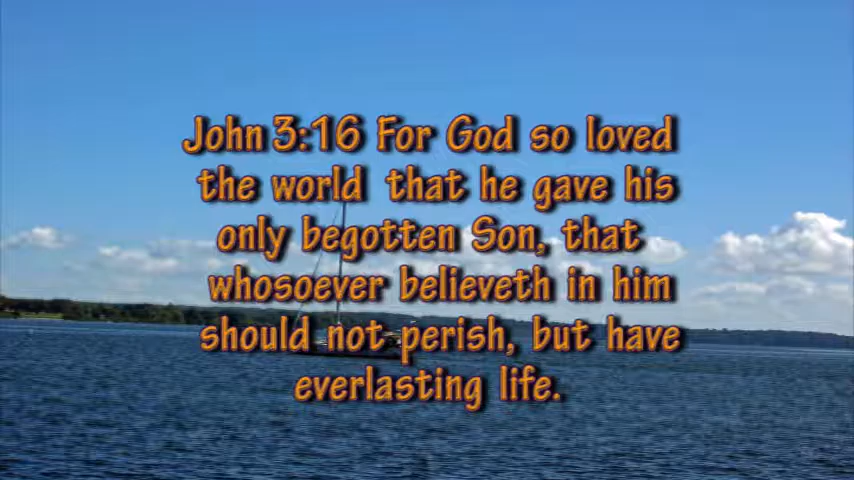 John 3:16 For God so loved
the world that he gave his
only begotten Son, that
whosoever believeth in him
should not perish, but have
everlasting life.